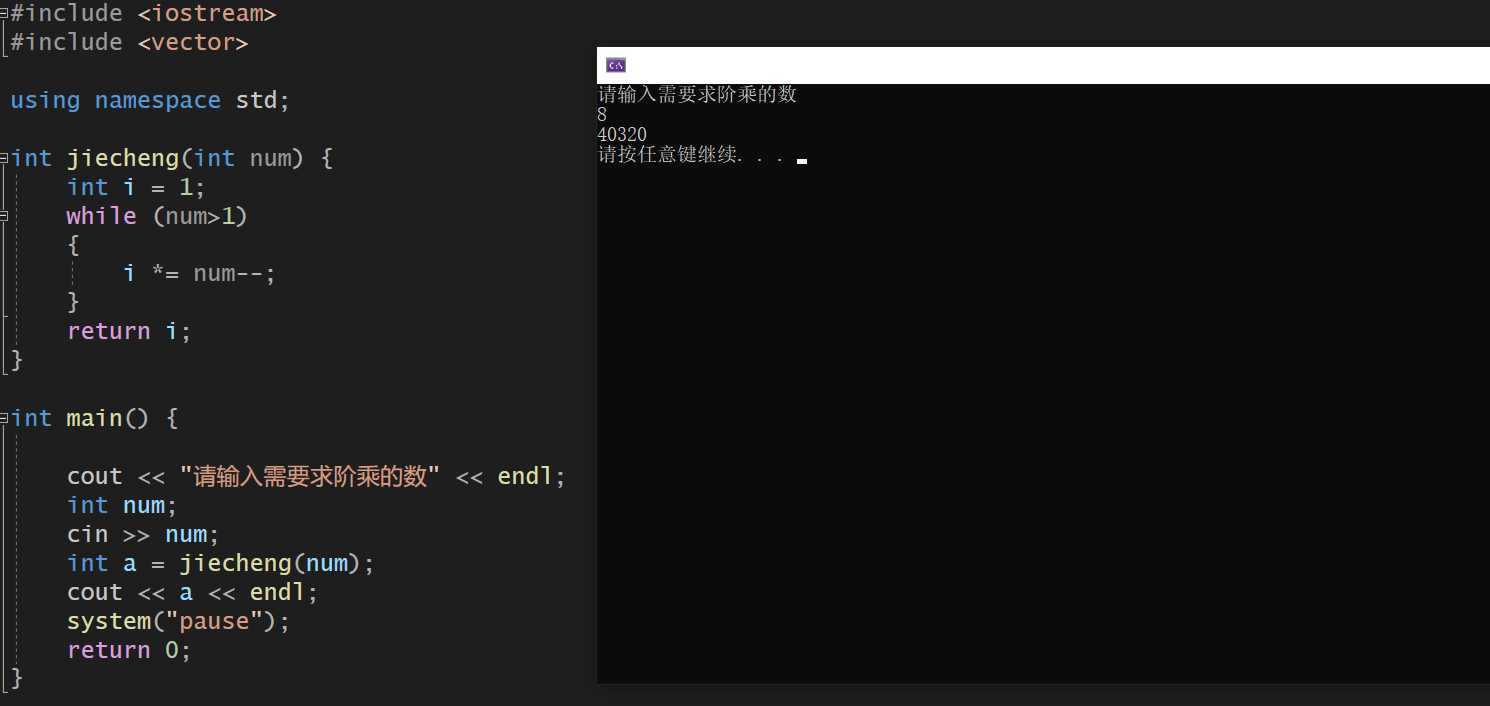 #include <iostream>
#include <vector>
using namespace std;
int jiecheng(int num) {
int i = 1;
while (num>1)
{
i *= num--;
}
return i;
}
int main() {
cout << "请输入需要求阶乘的数" << endl;
int num;
cin >> num;
int a = jiecheng(num);
cout << a << endl;
system("pause");
return 0;
}
C:\
请输入需要求阶乘的数
8
40320
请按任意键继续. . .